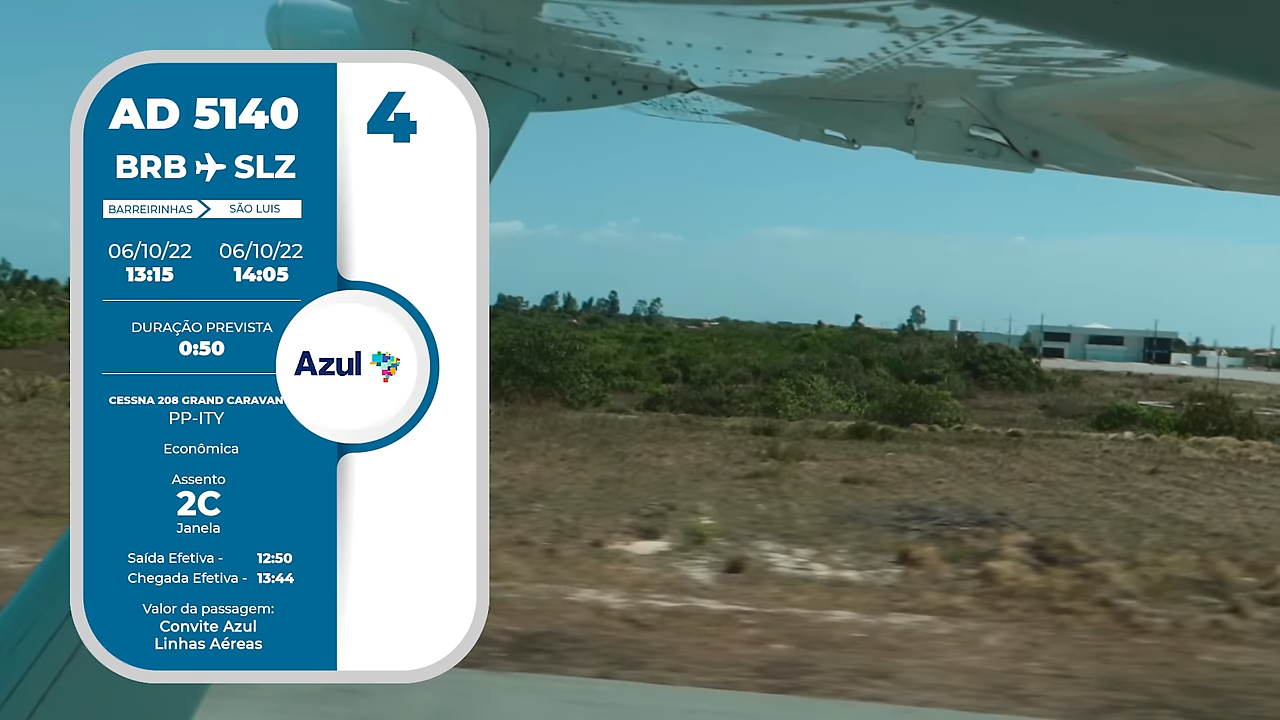 AD 5140
4
BRB SLZ
BARREIRINHAS SÃO LUIS
06/10/22 06/10/22
13:15 14:05
DURAÇÃO PREVISTA
0:50
Azul
CESSNA 208 GRAND CARAVAN
PP-ITY
Econômica
Assento
2C
Janela
Saída Efetiva - 12:50
Chegada Efetiva - 13:44
Valor da passagem:
Convite Azul
Linhas Aéreas